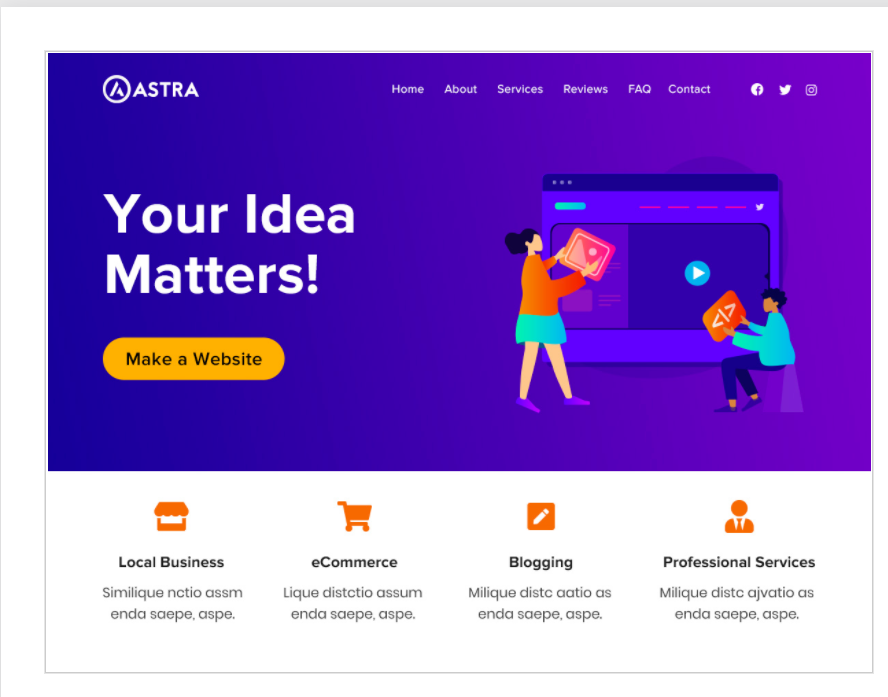 ASTRA
Home About Services Reviews FAQ Contact
Your Idea
Matters!
Make a Website
Local Business
Similique nctio assm
enda saepe, aspe.
eCommerce
Lique distctio assum
enda saepe, aspe.
Blogging
Milique distc aatio as
enda saepe, aspe.
Professional Services
Milique distc ajvatio as
enda saepe, aspe.